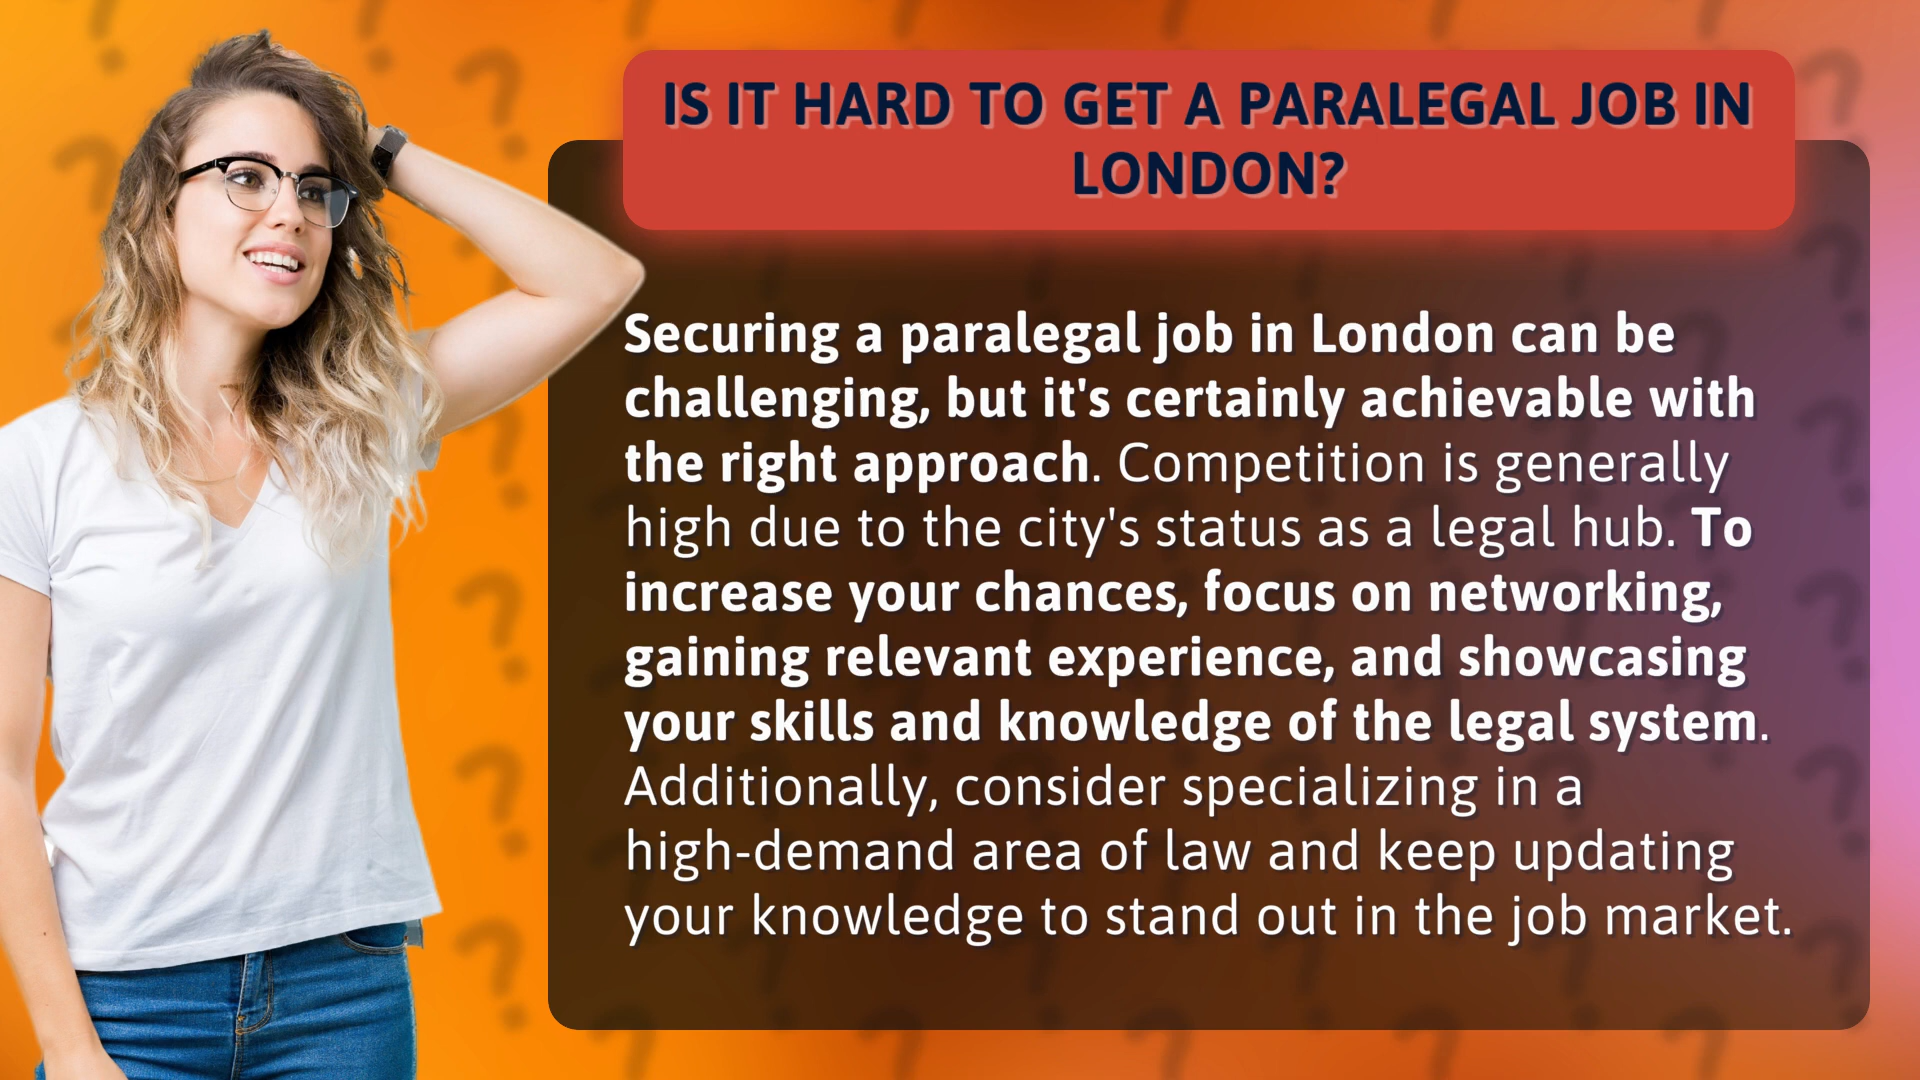 IS IT HARD TO GET A PARALEGAL JOB IN
LONDON?
Securing a paralegal job in London can be
challenging, but it's certainly achievable with
the right approach. Competition is generally
high due to the city's status as a legal hub. To
increase your chances, focus on networking,
gaining relevant experience, and showcasing
your skills and knowledge of the legal system.
Additionally, consider specializing in a
high-demand area of law and keep updating
your knowledge to stand out in the job market.